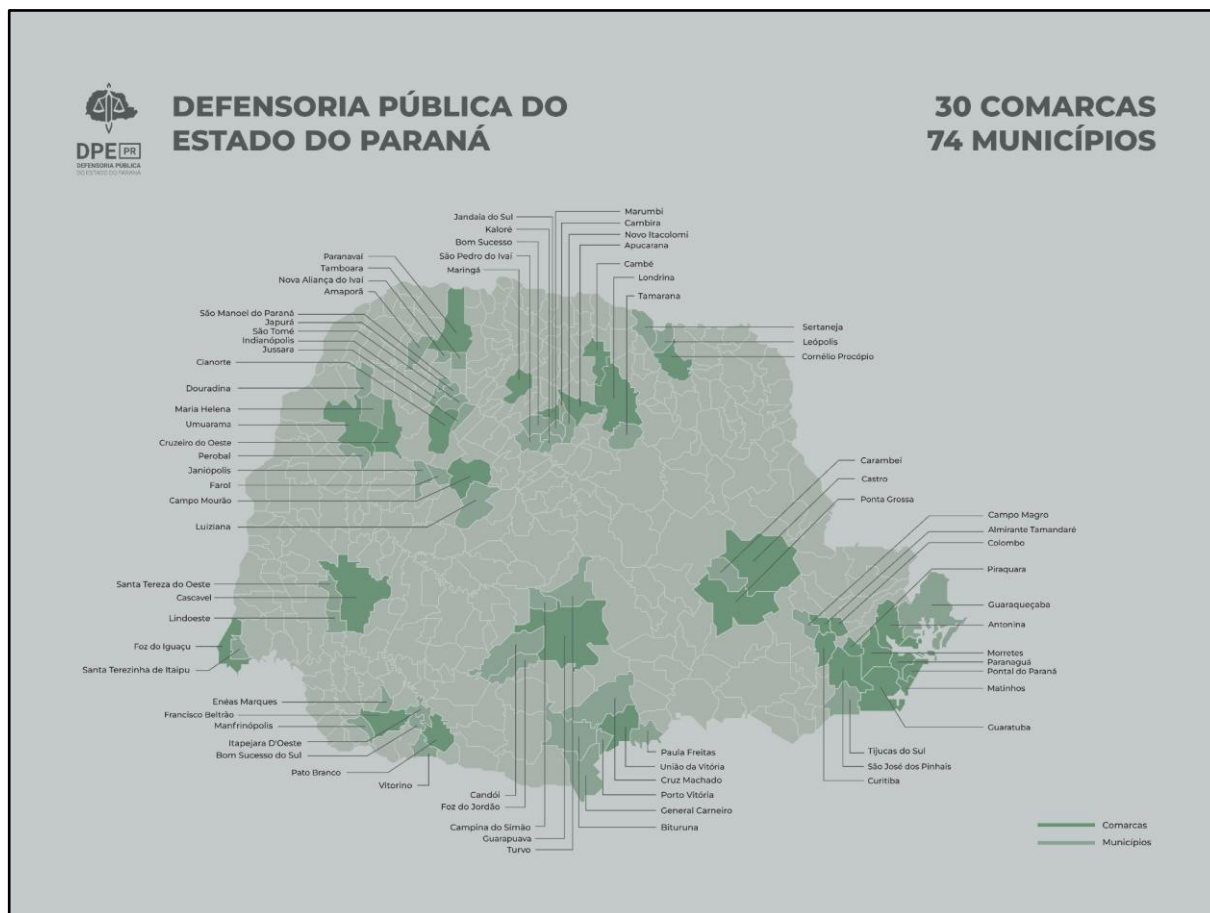 DPE PR
DEFENSORIA PÚBLICA
DO ESTADO DO PARANÁ
DEFENSORIA PÚBLICA DO
ESTADO DO PARANÁ
30 COMARCAS
74 MUNICÍPIOS
Jandaia do Sul
Kaloré
Bom Sucesso
São Pedro do Ivaí
Maringá
Marumbi
Cambira
Novo Itacolomi
Apucarana
Cambé
Londrina
Tamarana
Paranavaí
Tamboara
Nova Aliança do Ivaí
Amaporã
São Manoel do Paraná
Japurá
São Tomé
Indianópolis
Jussara
Cianorte
Douradina
Maria Helena
Umuarama
Cruzeiro do Oeste
Perobal
Janiópolis
Farol
Campo Mourão
Luiziana
Sertaneja
Leópolis
Cornélio Procópio
Carambeí
Castro
Ponta Grossa
Campo Magro
Almirante Tamandaré
Colombo
Piraquara
Guaraqueçaba
Antonina
Morretes
Paranaguá
Pontal do Paraná
Matinhos
Guaratuba
Tijucas do Sul
São José dos Pinhais
Curitiba
Santa Tereza do Oeste
Cascavel
Lindoeste
Foz do Iguaçu
Santa Terezinha de Itaipu
Enéas Marques
Francisco Beltrão
Manfrinópolis
Itapejara D'Oeste
Bom Sucesso do Sul
Pato Branco
Vitorino
Candói
Foz do Jordão
Campina do Simão
Guarapuava
Turvo
Paula Freitas
União da Vitória
Cruz Machado
Porto Vitória
General Carneiro
Bituruna
Comarcas
Municípios